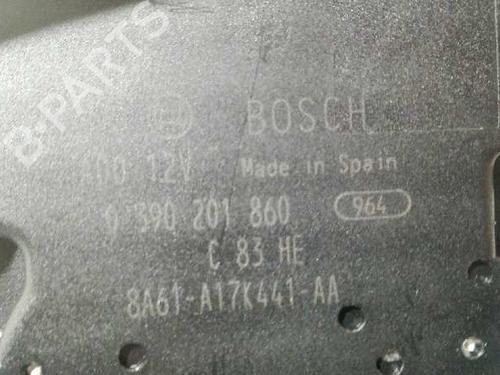 B-PARTS
BOSCH
12V Made in Spain
0 390 201 860 964
C 83 HE
8A61-A17K441-AA